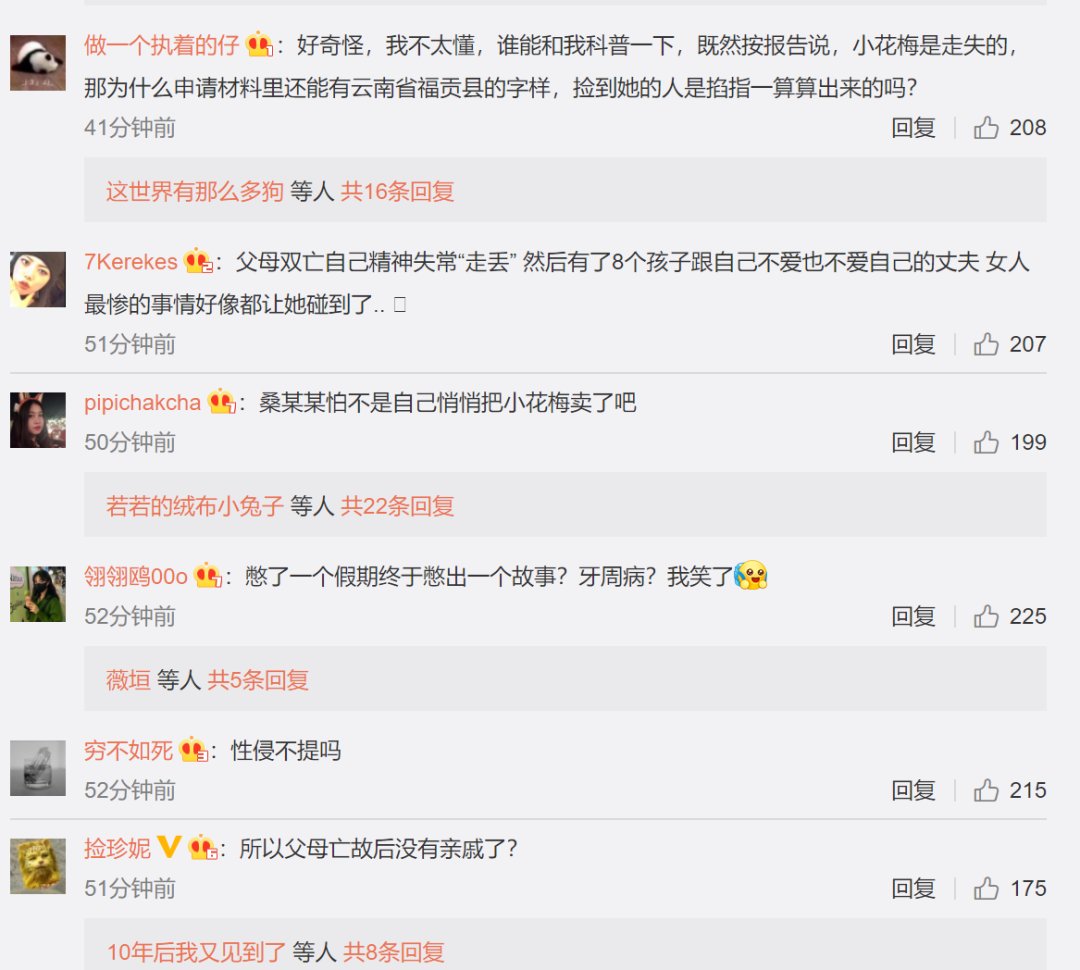 做一个执着的仔：好奇怪，我不太懂，谁能和我科普一下，既然按报告说，小花梅是走失的，
那为什么申请材料里还能有云南省福贡县的字样，捡到她的人是掐指一算算出来的吗？
41分钟前 回复 208
这世界有那么多狗 等人 共16条回复
7Kerekes：父母双亡自己精神失常“走丢” 然后有了8个孩子跟自己不爱也不爱自己的丈夫 女人
最惨的事情好像都让她碰到了..
51分钟前 回复 207
pipichakcha：桑某某怕不是自己悄悄把小花梅卖了吧
50分钟前 回复 199
若若的绒布小兔子 等人 共22条回复
翎翎鸥00o：憋了一个假期终于憋出一个故事？牙周病？我笑了
52分钟前 回复 225
薇垣 等人 共5条回复
穷不如死：性侵不提吗
52分钟前 回复 215
捡珍妮：所以父母亡故后没有亲戚了？
51分钟前 回复 175
10年后我又见到了 等人 共8条回复